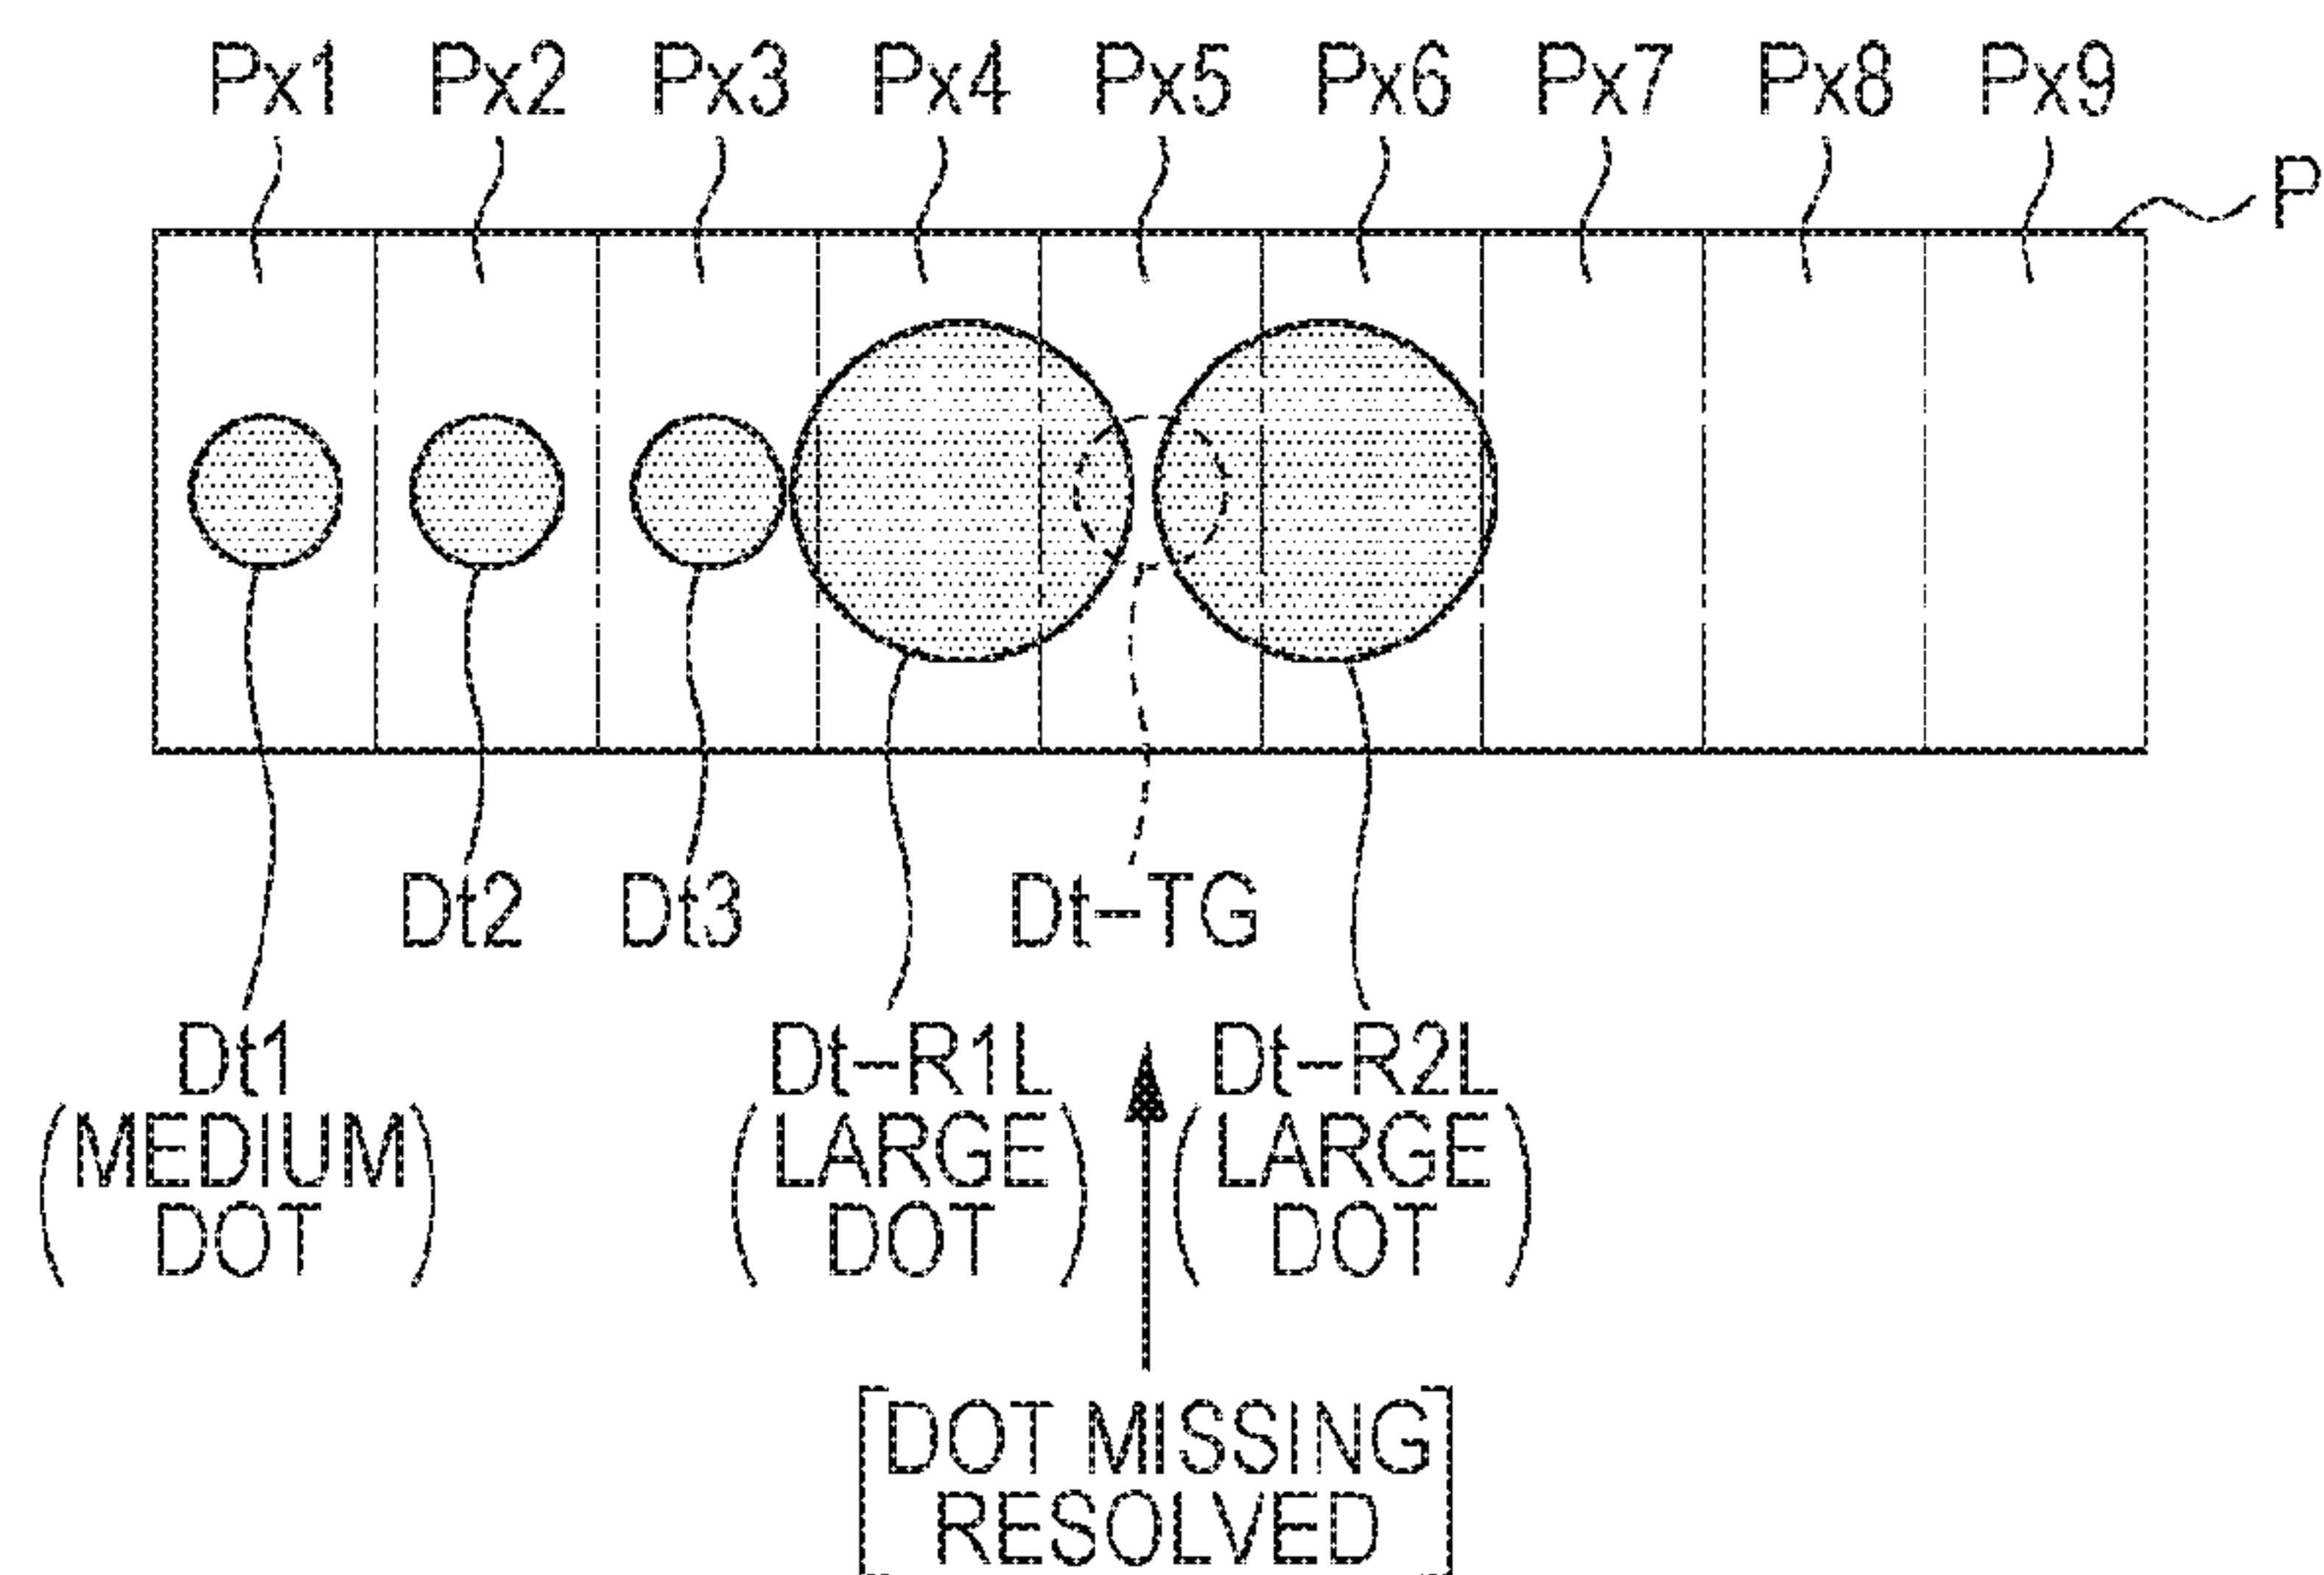 Px1 Px2 Px3 Px4 Px5 Px6 Px7 Px8 Px9
P
Dt2 Dt3 Dt-TG
Dt1 Dt-R1L Dt-R2L
(MEDIUM DOT) (LARGE DOT) (LARGE DOT)
[DOT MISSING
RESOLVED]